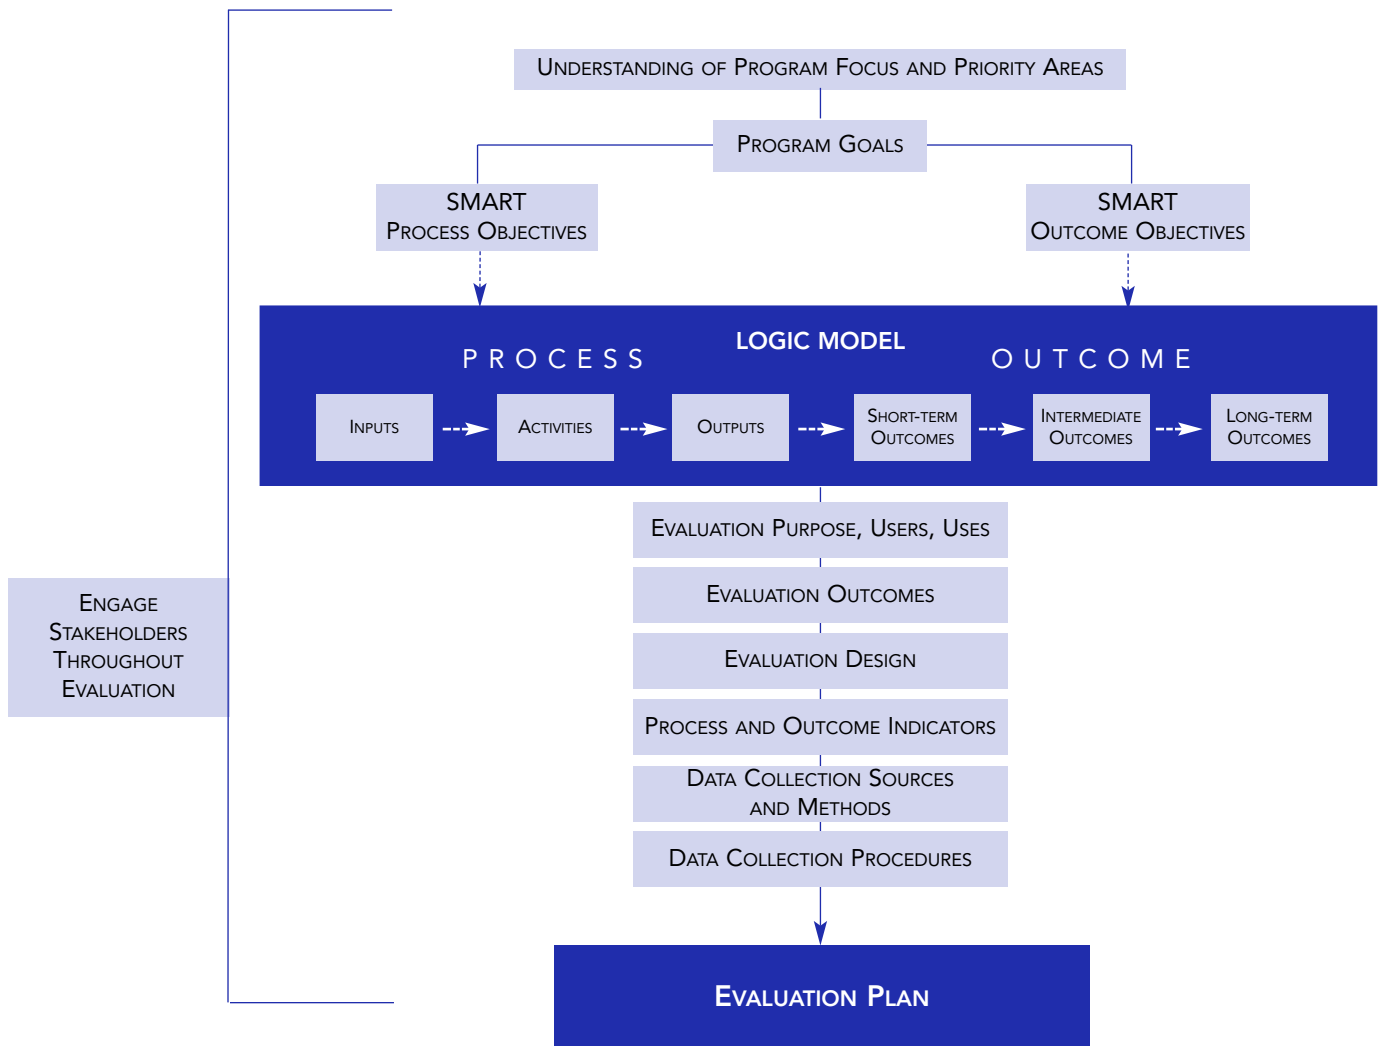 Understanding of Program Focus and Priority Areas
Program Goals
SMART
Process Objectives
SMART
Outcome Objectives
LOGIC MODEL
PROCESS
OUTCOME
Inputs
Activities
Outputs
Short-term
Outcomes
Intermediate
Outcomes
Long-term
Outcomes
Evaluation Purpose, Users, Uses
Evaluation Outcomes
Evaluation Design
Process and Outcome Indicators
Data Collection Sources
and Methods
Data Collection Procedures
Evaluation Plan
Engage
Stakeholders
Throughout
Evaluation